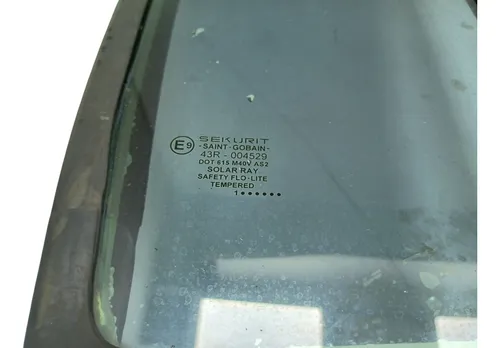 SEKURIT
-SAINT-GOBAIN-
E9 43R - 004529
DOT 615 M40V AS2
SOLAR RAY
SAFETY FLO-LITE
TEMPERED
1••••••